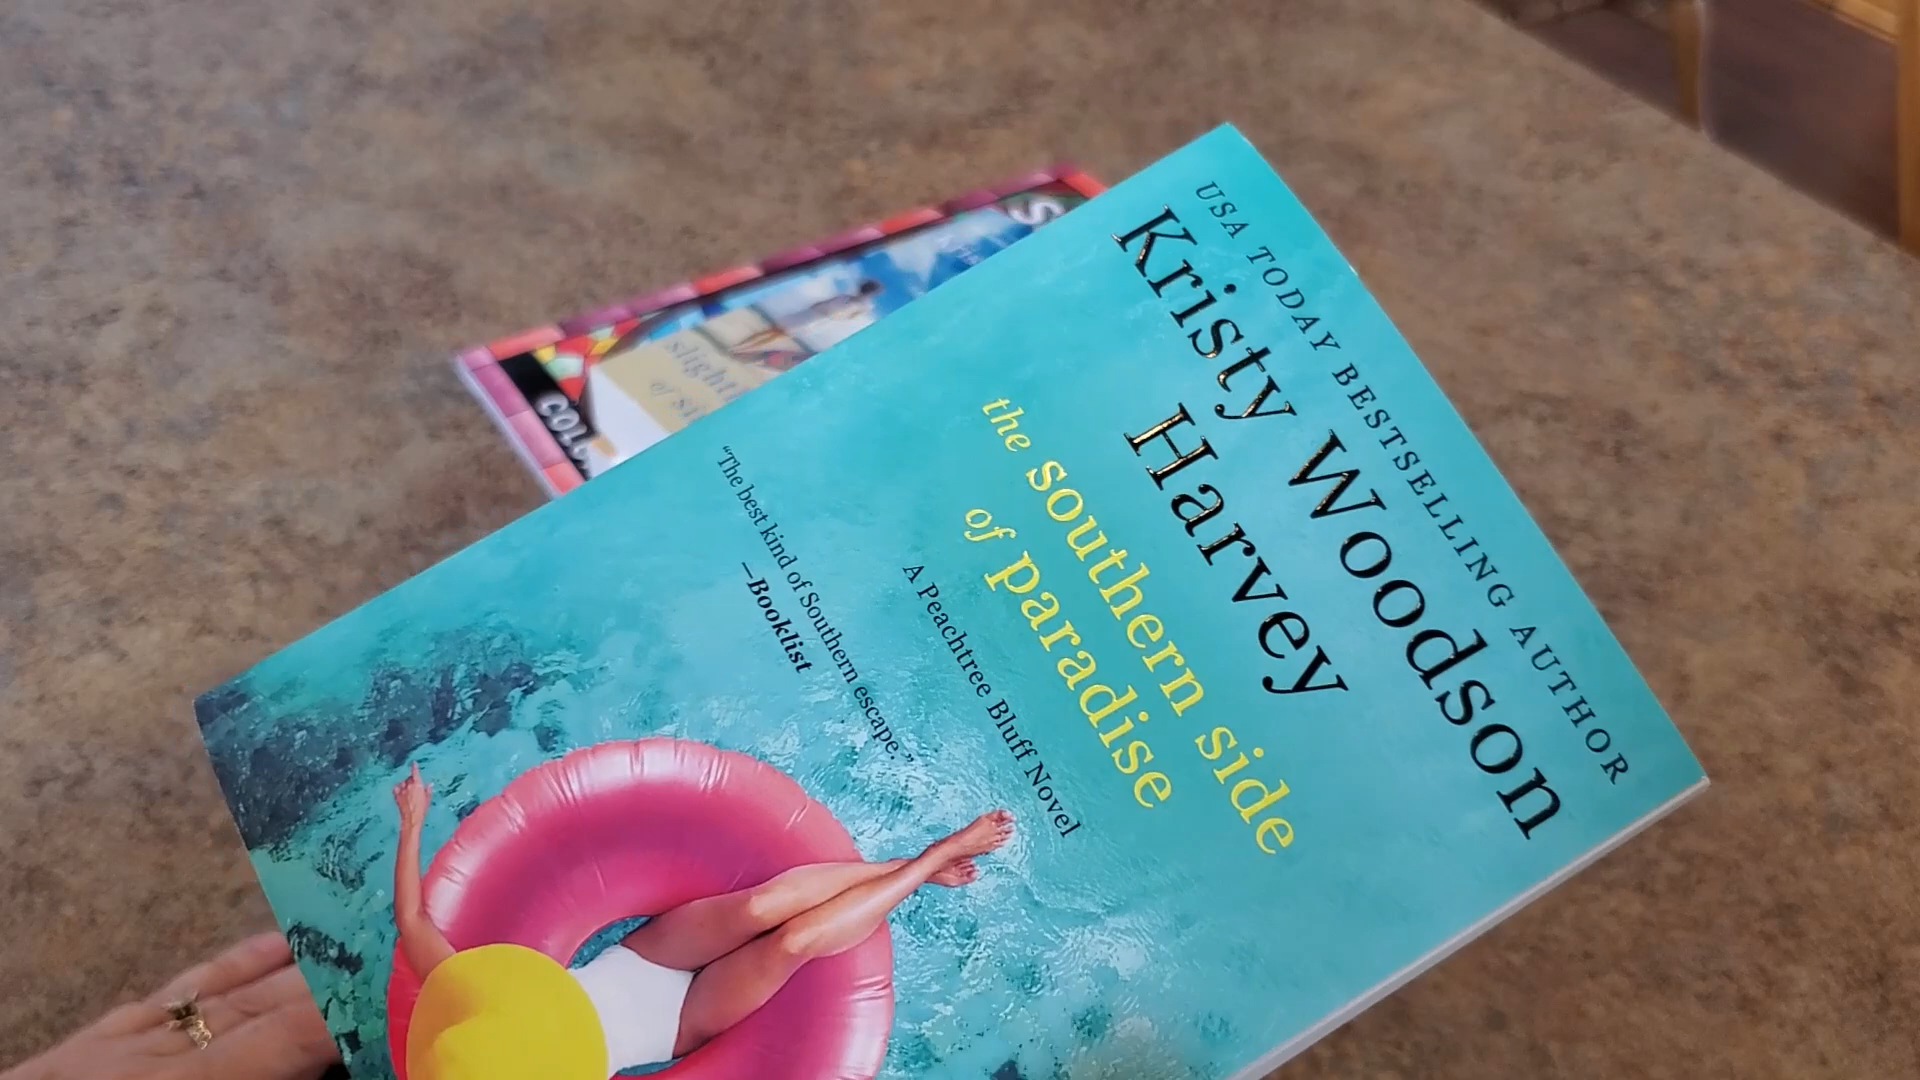 USA TODAY BESTSELLING AUTHOR
Kristy Woodson
Harvey
the southern side
of paradise
A Peachtree Bluff Novel
“The best kind of Southern escape.”
—Booklist